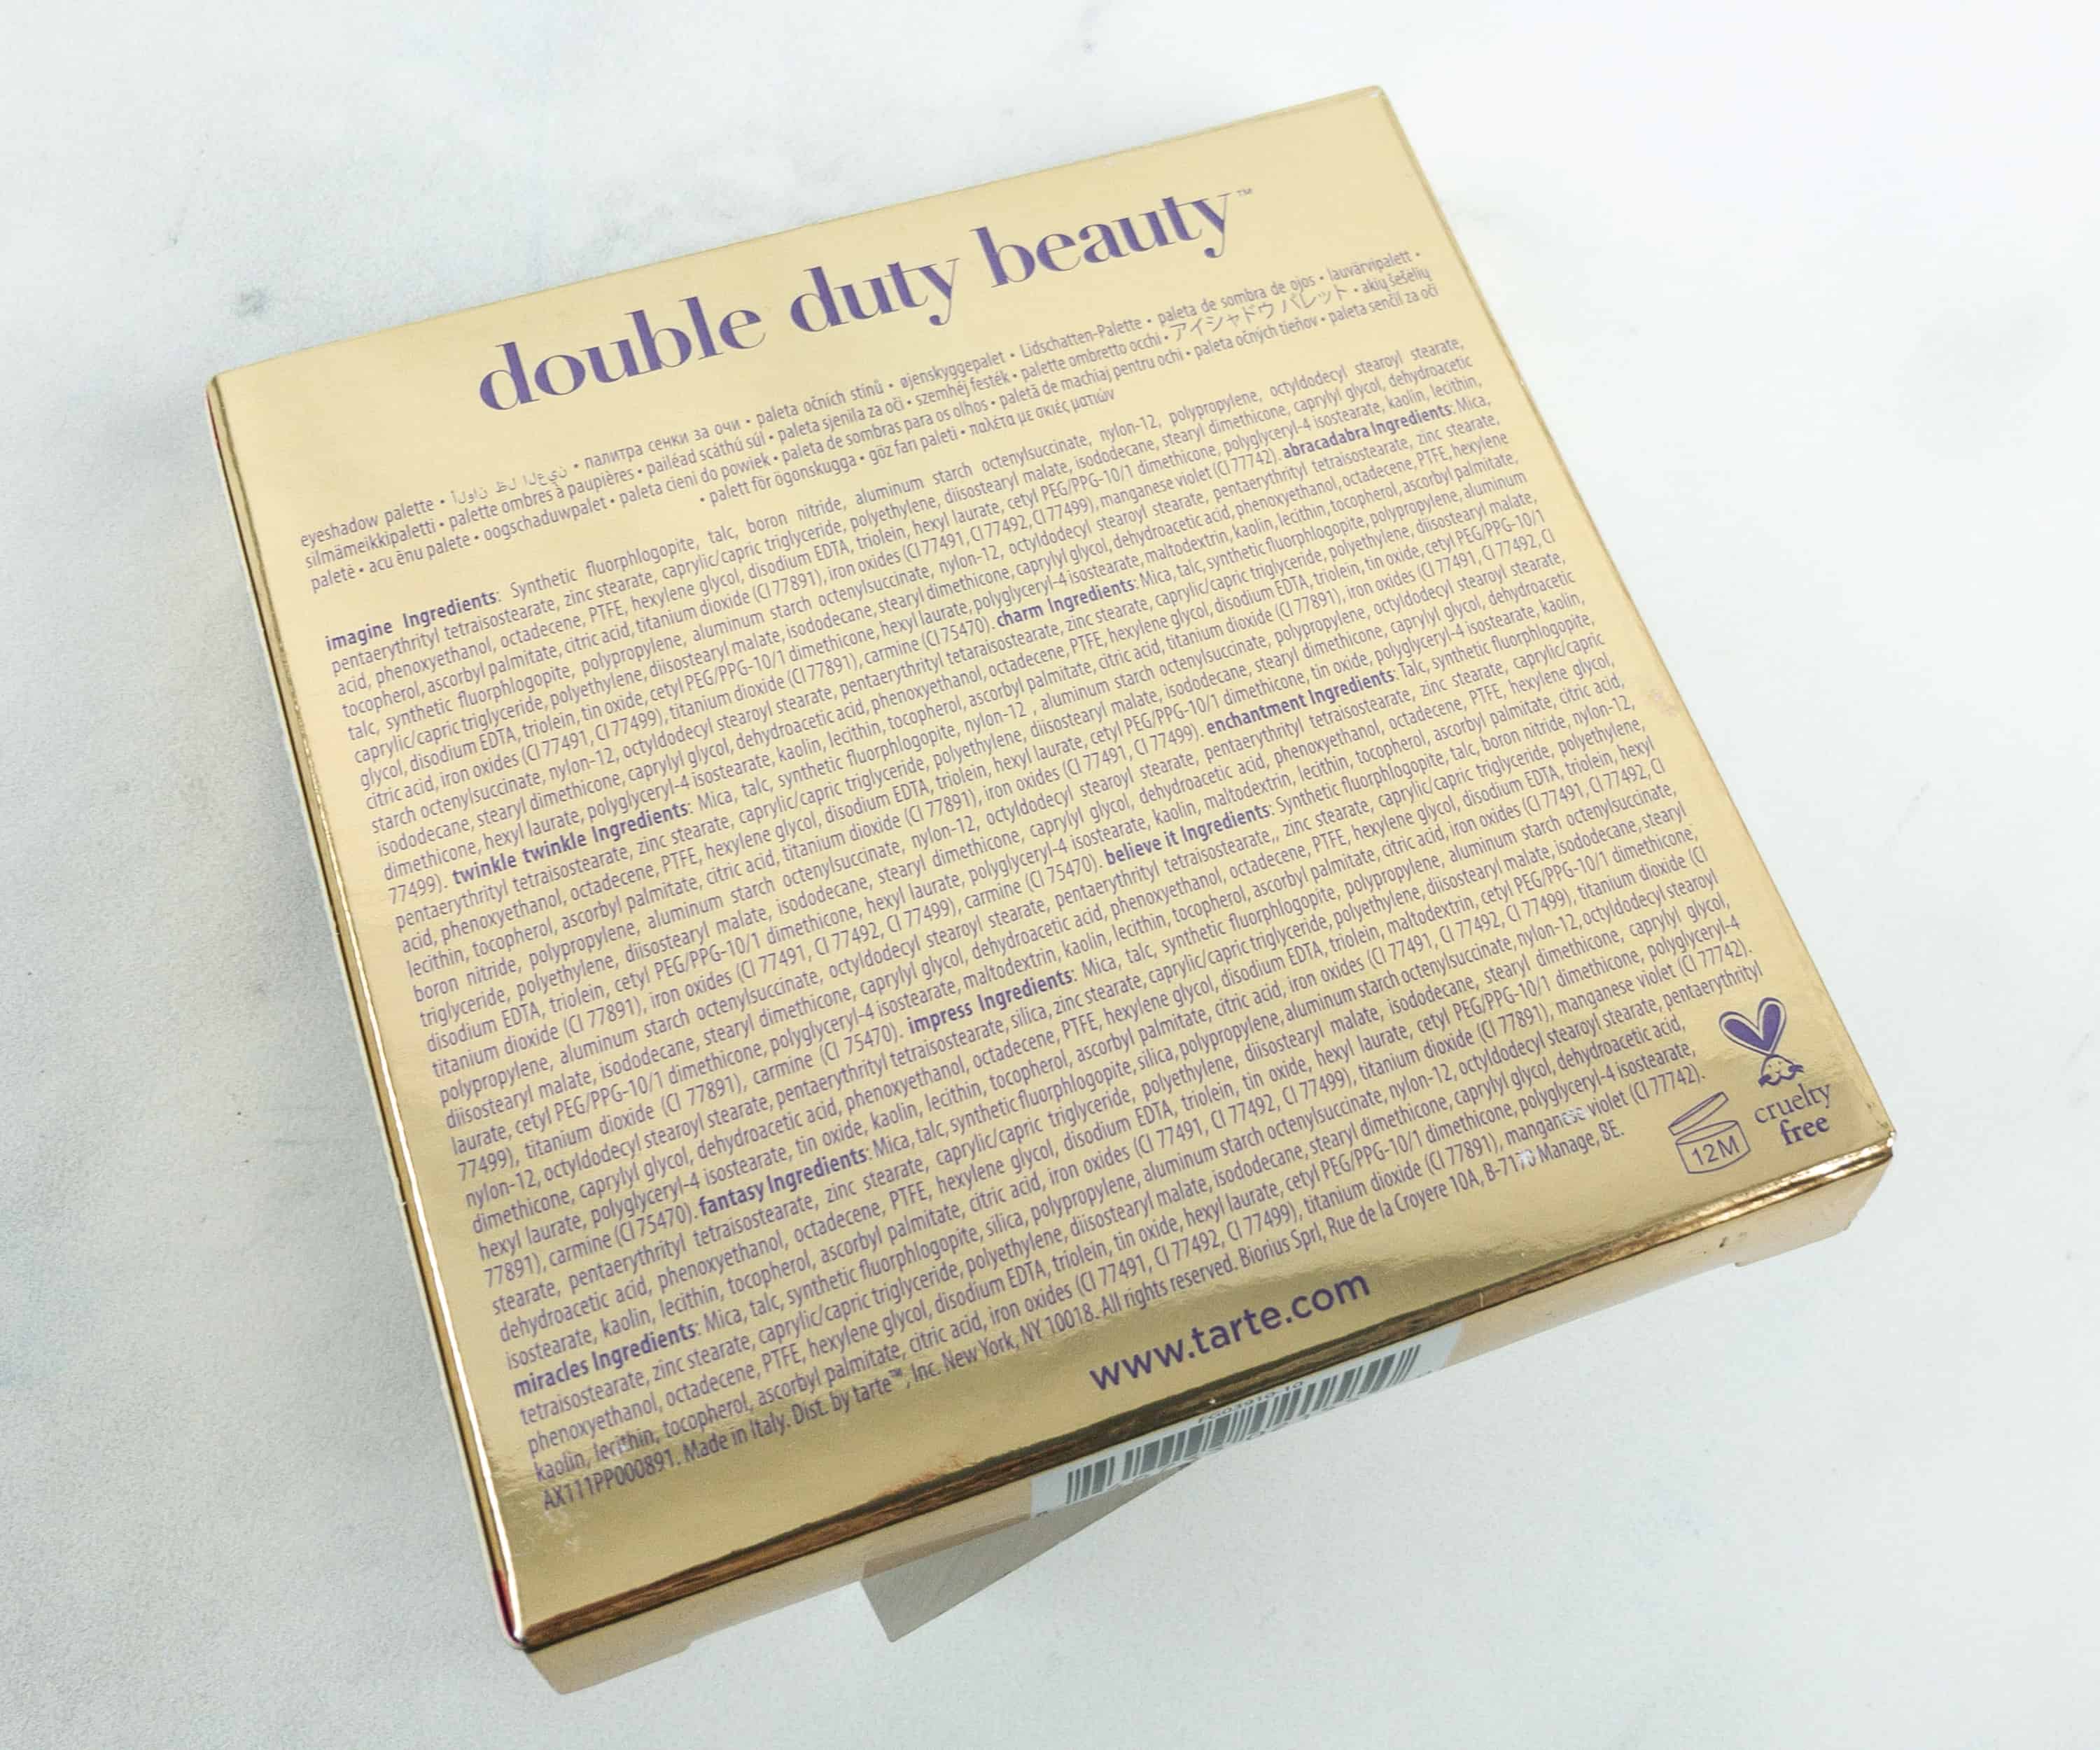 double duty beauty™
eyeshadow palette • ألوان ظل العيون • палитра сенки за очи • paleta očních stínů • øjenskyggepalet • Lidschatten-Palette • paleta de sombra de ojos • lauvärvipalett •
silmämeikkipaletti • palette ombres à paupières • pailéad scáthú súl • paleta sjenila za oči • szemhéj festék • palette ombretto occhi • アイシャドウ パレット • akių šešėlių
paletė • acu ēnu palete • oogschaduwpalet • paleta cieni do powiek • paleta de sombras para os olhos • paletă de machiaj pentru ochi • paleta očných tieňov • paleta senčil za oči
• palett för ögonskugga • göz farı paleti • παλέτα με σκιές ματιών
imagine Ingredients: Synthetic fluorphlogopite, talc, boron nitride, aluminum starch octenylsuccinate, nylon-12, polypropylene, octyldodecyl stearoyl stearate,
pentaerythrityl tetraisostearate, zinc stearate, caprylic/capric triglyceride, polyethylene, diisostearyl malate, isododecane, stearyl dimethicone, caprylyl glycol, dehydroacetic
acid, phenoxyethanol, octadecene, PTFE, hexylene glycol, disodium EDTA, triolein, hexyl laurate, cetyl PEG/PPG-10/1 dimethicone, polyglyceryl-4 isostearate, kaolin, lecithin,
tocopherol, ascorbyl palmitate, citric acid, titanium dioxide (CI 77891), iron oxides (CI 77491, CI 77492, CI 77499), manganese violet (CI 77742). abracadabra Ingredients: Mica,
talc, synthetic fluorphlogopite, polypropylene, aluminum starch octenylsuccinate, nylon-12, octyldodecyl stearoyl stearate, pentaerythrityl tetraisostearate, zinc stearate,
caprylic/capric triglyceride, polyethylene, diisostearyl malate, isododecane, stearyl dimethicone, caprylyl glycol, dehydroacetic acid, phenoxyethanol, octadecene, PTFE, hexylene
glycol, disodium EDTA, triolein, tin oxide, cetyl PEG/PPG-10/1 dimethicone, hexyl laurate, polyglyceryl-4 isostearate, maltodextrin, kaolin, lecithin, tocopherol, ascorbyl palmitate,
citric acid, iron oxides (CI 77491, CI 77499), titanium dioxide (CI 77891), carmine (CI 75470). charm Ingredients: Mica, talc, synthetic fluorphlogopite, polypropylene, aluminum
starch octenylsuccinate, nylon-12, octyldodecyl stearoyl stearate, pentaerythrityl tetaraisostearate, zinc stearate, caprylic/capric triglyceride, polyethylene, diisostearyl malate,
isododecane, stearyl dimethicone, caprylyl glycol, dehydroacetic acid, phenoxyethanol, octadecene, PTFE, hexylene glycol, disodium EDTA, triolein, tin oxide, cetyl PEG/PPG-10/1
dimethicone, hexyl laurate, polyglyceryl-4 isostearate, kaolin, lecithin, tocopherol, ascorbyl palmitate, citric acid, titanium dioxide (CI 77891), iron oxides (CI 77491, CI 77492, CI
77499). twinkle twinkle Ingredients: Mica, talc, synthetic fluorphlogopite, nylon-12 , aluminum starch octenylsuccinate, polypropylene, octyldodecyl stearoyl stearate,
pentaerythrityl tetraisostearate, zinc stearate, caprylic/capric triglyceride, polyethylene, diisostearyl malate, isododecane, stearyl dimethicone, caprylyl glycol, dehydroacetic
acid, phenoxyethanol, octadecene, PTFE, hexylene glycol, disodium EDTA, triolein, hexyl laurate, cetyl PEG/PPG-10/1 dimethicone, tin oxide, polyglyceryl-4 isostearate, kaolin,
lecithin, tocopherol, ascorbyl palmitate, citric acid, titanium dioxide (CI 77891), iron oxides (CI 77491, CI 77499). enchantment Ingredients: Talc, synthetic fluorphlogopite,
boron nitride, polypropylene, aluminum starch octenylsuccinate, nylon-12, octyldodecyl stearoyl stearate, pentaerythrityl tetraisostearate, zinc stearate, caprylic/capric
triglyceride, polyethylene, diisostearyl malate, isododecane, stearyl dimethicone, caprylyl glycol, dehydroacetic acid, phenoxyethanol, octadecene, PTFE, hexylene glycol,
disodium EDTA, triolein, cetyl PEG/PPG-10/1 dimethicone, hexyl laurate, polyglyceryl-4 isostearate, kaolin, maltodextrin, lecithin, tocopherol, ascorbyl palmitate, citric acid,
titanium dioxide (CI 77891), iron oxides (CI 77491, CI 77492, CI 77499), carmine (CI 75470). believe it Ingredients: Synthetic fluorphlogopite, talc, boron nitride, nylon-12,
polypropylene, aluminum starch octenylsuccinate, octyldodecyl stearoyl stearate, pentaerythrityl tetraisostearate,, zinc stearate, caprylic/capric triglyceride, polyethylene,
diisostearyl malate, isododecane, stearyl dimethicone, caprylyl glycol, dehydroacetic acid, phenoxyethanol, octadecene, PTFE, hexylene glycol, disodium EDTA, triolein, hexyl
laurate, cetyl PEG/PPG-10/1 dimethicone, polyglyceryl-4 isostearate, maltodextrin, kaolin, lecithin, tocopherol, ascorbyl palmitate, citric acid, iron oxides (CI 77491, CI 77492, CI
77499), titanium dioxide (CI 77891), carmine (CI 75470). impress Ingredients: Mica, talc, synthetic fluorphlogopite, polypropylene, aluminum starch octenylsuccinate,
nylon-12, octyldodecyl stearoyl stearate, pentaerythrityl tetraisostearate, silica, zinc stearate, caprylic/capric triglyceride, polyethylene, diisostearyl malate, isododecane, stearyl
dimethicone, caprylyl glycol, dehydroacetic acid, phenoxyethanol, octadecene, PTFE, hexylene glycol, disodium EDTA, triolein, maltodextrin, cetyl PEG/PPG-10/1 dimethicone,
hexyl laurate, polyglyceryl-4 isostearate, tin oxide, kaolin, lecithin, tocopherol, ascorbyl palmitate, citric acid, iron oxides (CI 77491, CI 77492, CI 77499), titanium dioxide (CI
77891), carmine (CI 75470). fantasy Ingredients: Mica, talc, synthetic fluorphlogopite, silica, polypropylene, aluminum starch octenylsuccinate, nylon-12, octyldodecyl stearoyl
stearate, pentaerythrityl tetraisostearate, zinc stearate, caprylic/capric triglyceride, polyethylene, diisostearyl malate, isododecane, stearyl dimethicone, caprylyl glycol,
dehydroacetic acid, phenoxyethanol, octadecene, PTFE, hexylene glycol, disodium EDTA, triolein, tin oxide, hexyl laurate, cetyl PEG/PPG-10/1 dimethicone, polyglyceryl-4
isostearate, kaolin, lecithin, tocopherol, ascorbyl palmitate, citric acid, iron oxides (CI 77491, CI 77492, CI 77499), titanium dioxide (CI 77891), manganese violet (CI 77742).
miracles Ingredients: Mica, talc, synthetic fluorphlogopite, silica, polypropylene, aluminum starch octenylsuccinate, nylon-12, octyldodecyl stearoyl stearate, pentaerythrityl
tetraisostearate, zinc stearate, caprylic/capric triglyceride, polyethylene, diisostearyl malate, isododecane, stearyl dimethicone, caprylyl glycol, dehydroacetic acid,
phenoxyethanol, octadecene, PTFE, hexylene glycol, disodium EDTA, triolein, tin oxide, hexyl laurate, cetyl PEG/PPG-10/1 dimethicone, polyglyceryl-4 isostearate,
kaolin, lecithin, tocopherol, ascorbyl palmitate, citric acid, iron oxides (CI 77491, CI 77492, CI 77499), titanium dioxide (CI 77891), manganese violet (CI 77742).
AX111PP000891. Made in Italy. Dist. by tarte™, Inc. New York, NY 10018. All rights reserved. Biorius Sprl, Rue de la Croyere 10A, B-7170 Manage, BE.
12M
cruelty
free
www.tarte.com